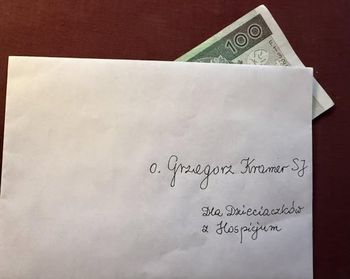 100
o. Grzegorz Kramer SJ
Dla Dzieciaczków
z Hospicjum